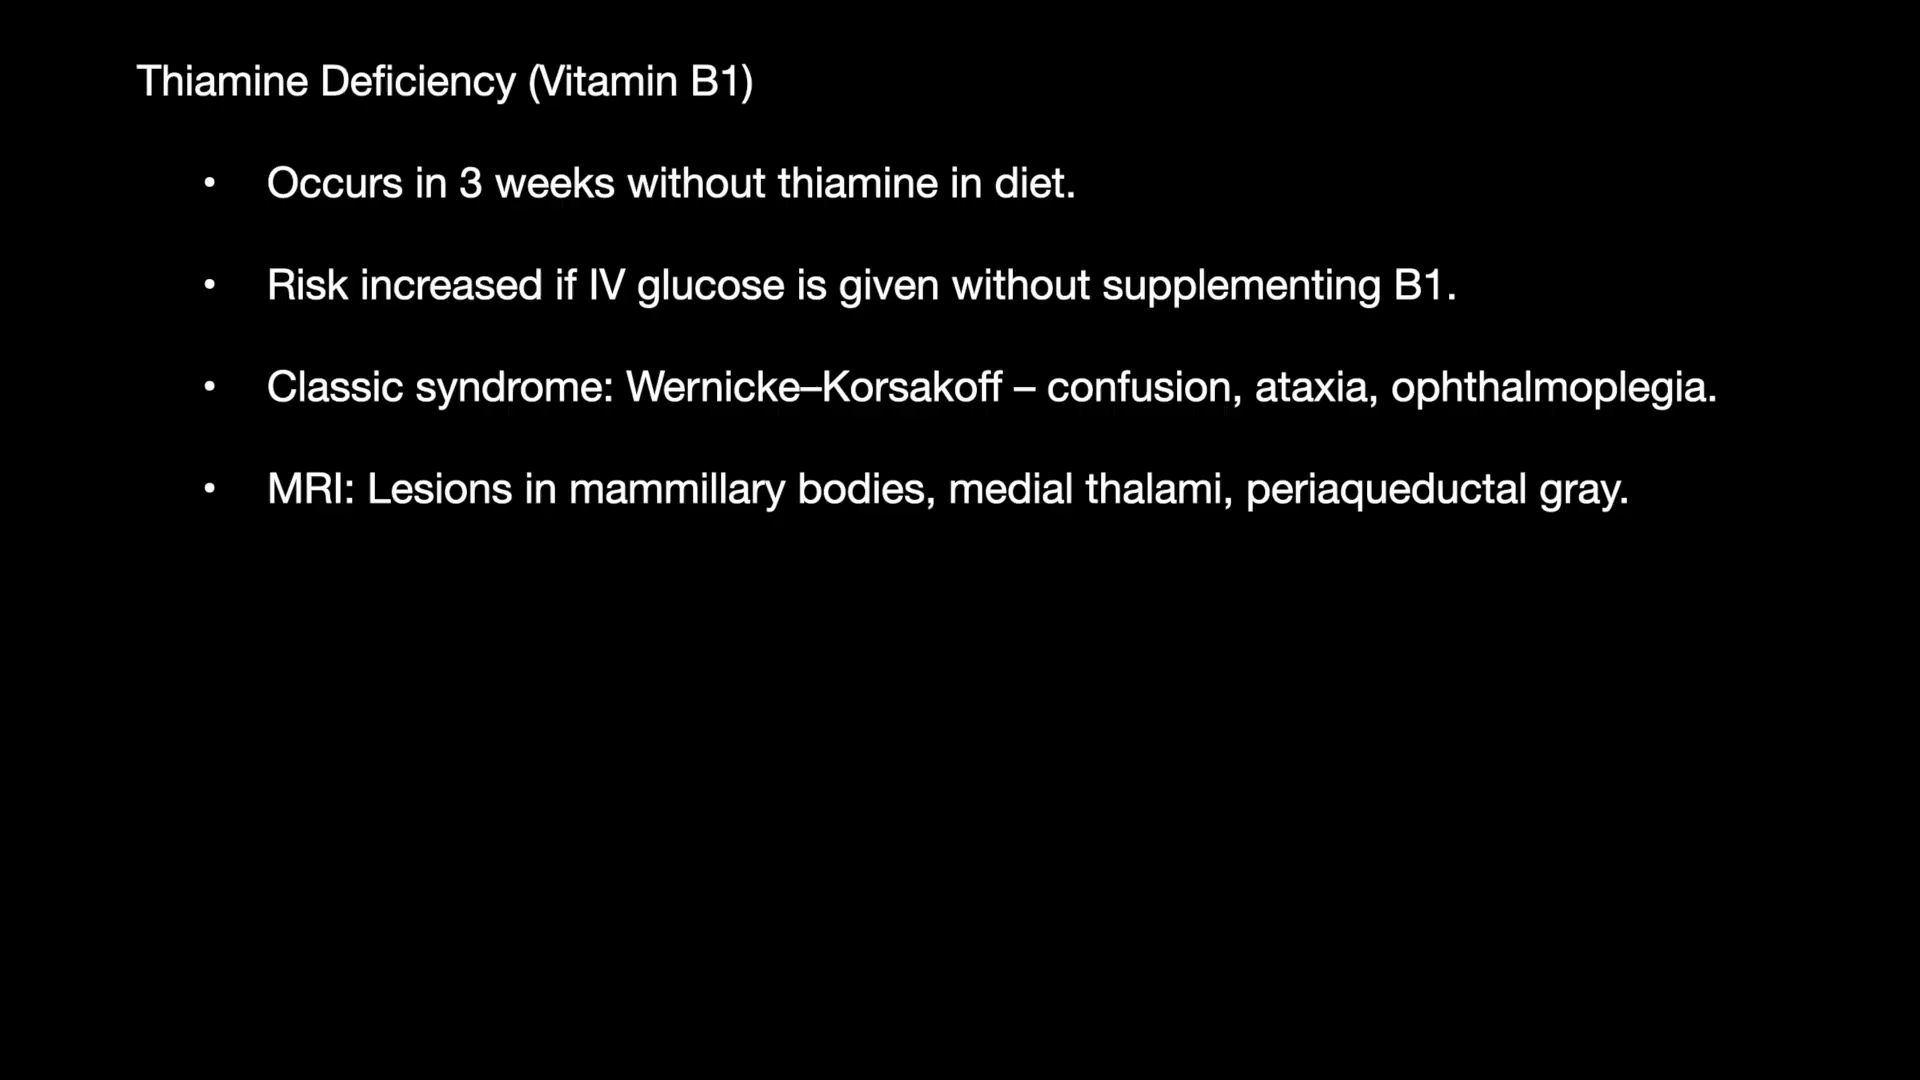 Thiamine Deficiency (Vitamin B1)
• Occurs in 3 weeks without thiamine in diet.
• Risk increased if IV glucose is given without supplementing B1.
• Classic syndrome: Wernicke–Korsakoff – confusion, ataxia, ophthalmoplegia.
• MRI: Lesions in mammillary bodies, medial thalami, periaqueductal gray.